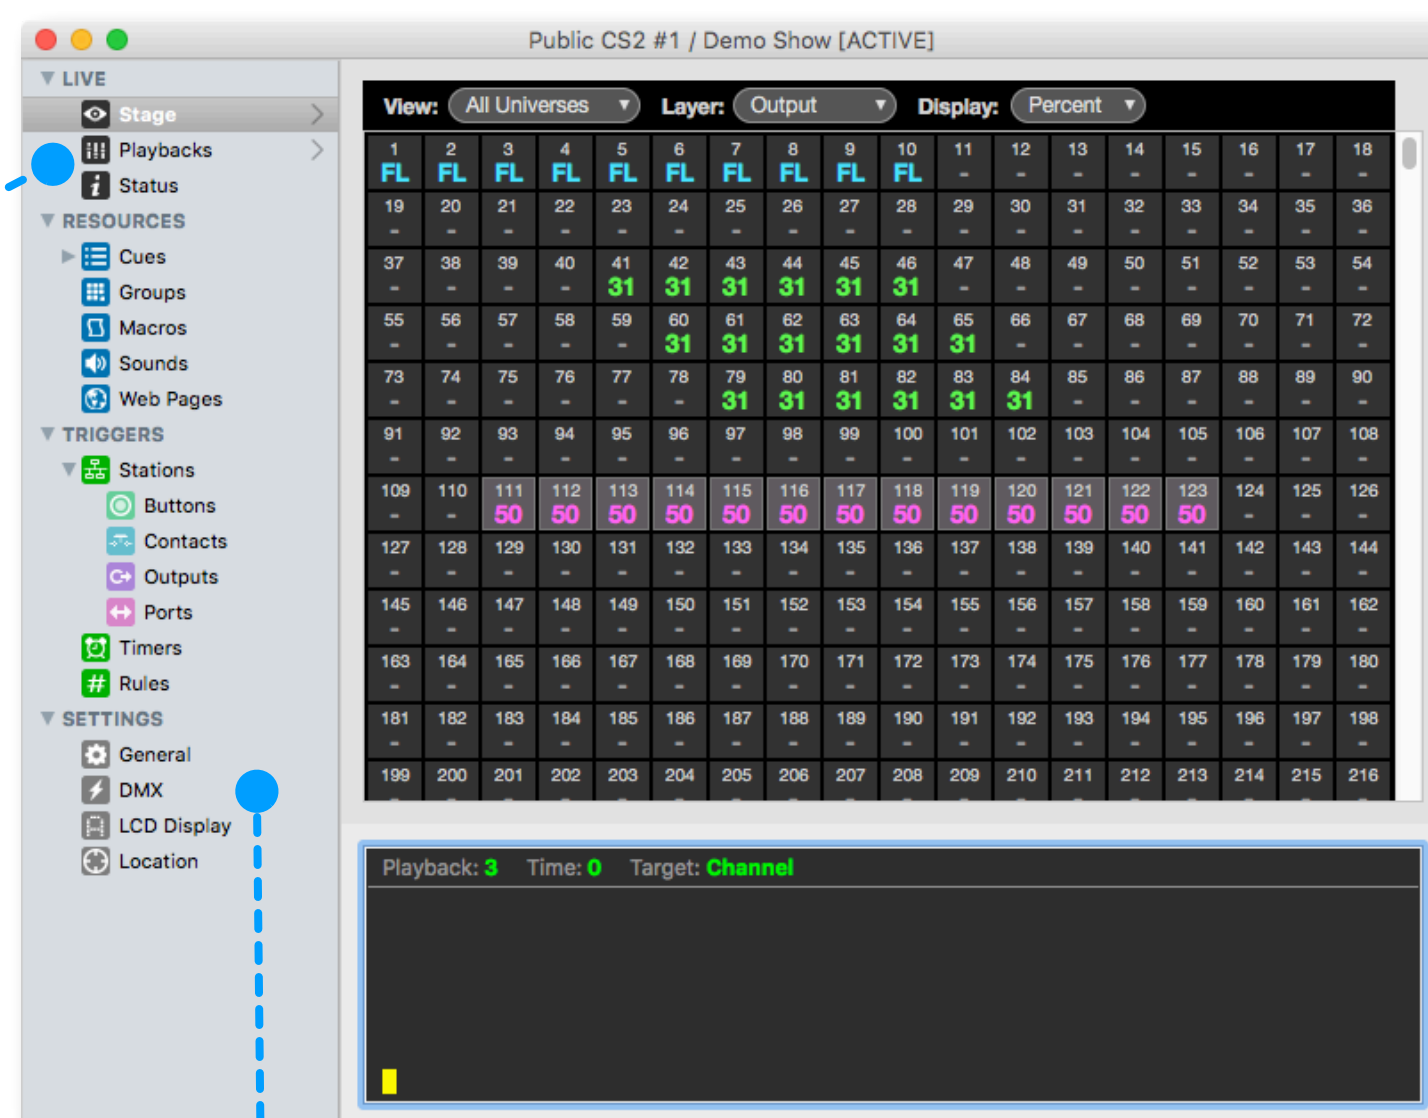 Public CS2 #1 / Demo Show [ACTIVE]
LIVE
Stage
Playbacks
Status
RESOURCES
Cues
Groups
Macros
Sounds
Web Pages
TRIGGERS
Stations
Buttons
Contacts
Outputs
Ports
Timers
Rules
SETTINGS
General
DMX
LCD Display
Location
View: All Universes Layer: Output Display: Percent
1 2 3 4 5 6 7 8 9 10 11 12 13 14 15 16 17 18
FL FL FL FL FL FL FL FL FL FL - - - - - - - -
19 20 21 22 23 24 25 26 27 28 29 30 31 32 33 34 35 36
- - - - - - - - - - - - - - - - - -
37 38 39 40 41 42 43 44 45 46 47 48 49 50 51 52 53 54
- - - - 31 31 31 31 31 31 - - - - - - - -
55 56 57 58 59 60 61 62 63 64 65 66 67 68 69 70 71 72
- - - - - 31 31 31 31 31 31 - - - - - - -
73 74 75 76 77 78 79 80 81 82 83 84 85 86 87 88 89 90
- - - - - - 31 31 31 31 31 31 - - - - - -
91 92 93 94 95 96 97 98 99 100 101 102 103 104 105 106 107 108
- - - - - - - - - - - - - - - - - -
109 110 111 112 113 114 115 116 117 118 119 120 121 122 123 124 125 126
- - 50 50 50 50 50 50 50 50 50 50 50 50 50 - - -
127 128 129 130 131 132 133 134 135 136 137 138 139 140 141 142 143 144
- - - - - - - - - - - - - - - - - -
145 146 147 148 149 150 151 152 153 154 155 156 157 158 159 160 161 162
- - - - - - - - - - - - - - - - - -
163 164 165 166 167 168 169 170 171 172 173 174 175 176 177 178 179 180
- - - - - - - - - - - - - - - - - -
181 182 183 184 185 186 187 188 189 190 191 192 193 194 195 196 197 198
- - - - - - - - - - - - - - - - - -
199 200 201 202 203 204 205 206 207 208 209 210 211 212 213 214 215 216
- - - - - - - - - - - - - - - - - -
Playback: 3 Time: 0 Target: Channel